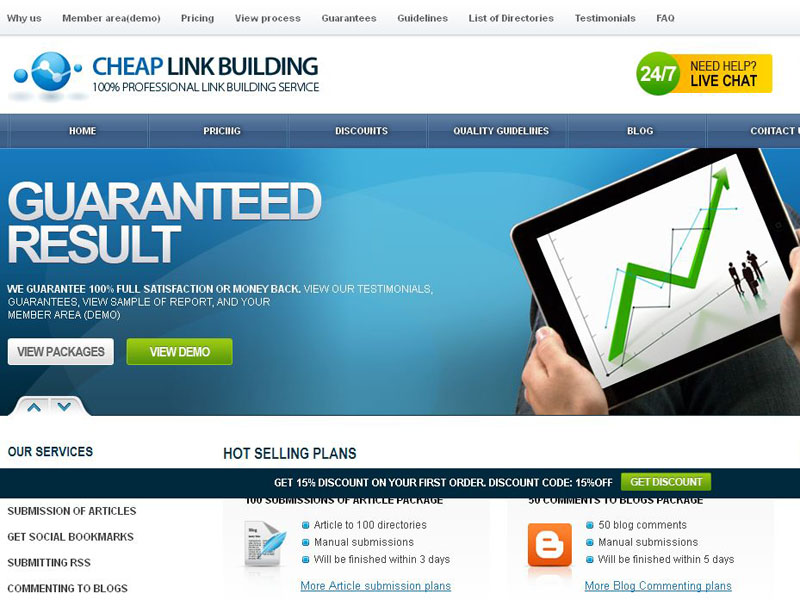 Why us Member area(demo) Pricing View process Guarantees Guidelines List of Directories Testimonials FAQ
CHEAP LINK BUILDING
100% PROFESSIONAL LINK BUILDING SERVICE
24/7
NEED HELP?
LIVE CHAT
HOME PRICING DISCOUNTS QUALITY GUIDELINES BLOG CONTACT
GUARANTEED
RESULT
WE GUARANTEE 100% FULL SATISFACTION OR MONEY BACK. VIEW OUR TESTIMONIALS,
GUARANTEES, VIEW SAMPLE OF REPORT, AND YOUR
MEMBER AREA (DEMO)
VIEW PACKAGES VIEW DEMO
OUR SERVICES
HOT SELLING PLANS
GET 15% DISCOUNT ON YOUR FIRST ORDER. DISCOUNT CODE: 15%OFF GET DISCOUNT
SUBMISSION OF ARTICLES
GET SOCIAL BOOKMARKS
SUBMITTING RSS
COMMENTING TO BLOGS
100 SUBMISSIONS OF ARTICLE PACKAGE
Blog
Article to 100 directories
Manual submissions
Will be finished within 3 days
More Article submission plans
50 COMMENTS TO BLOGS PACKAGE
50 blog comments
Manual submissions
Will be finished within 5 days
More Blog Commenting plans